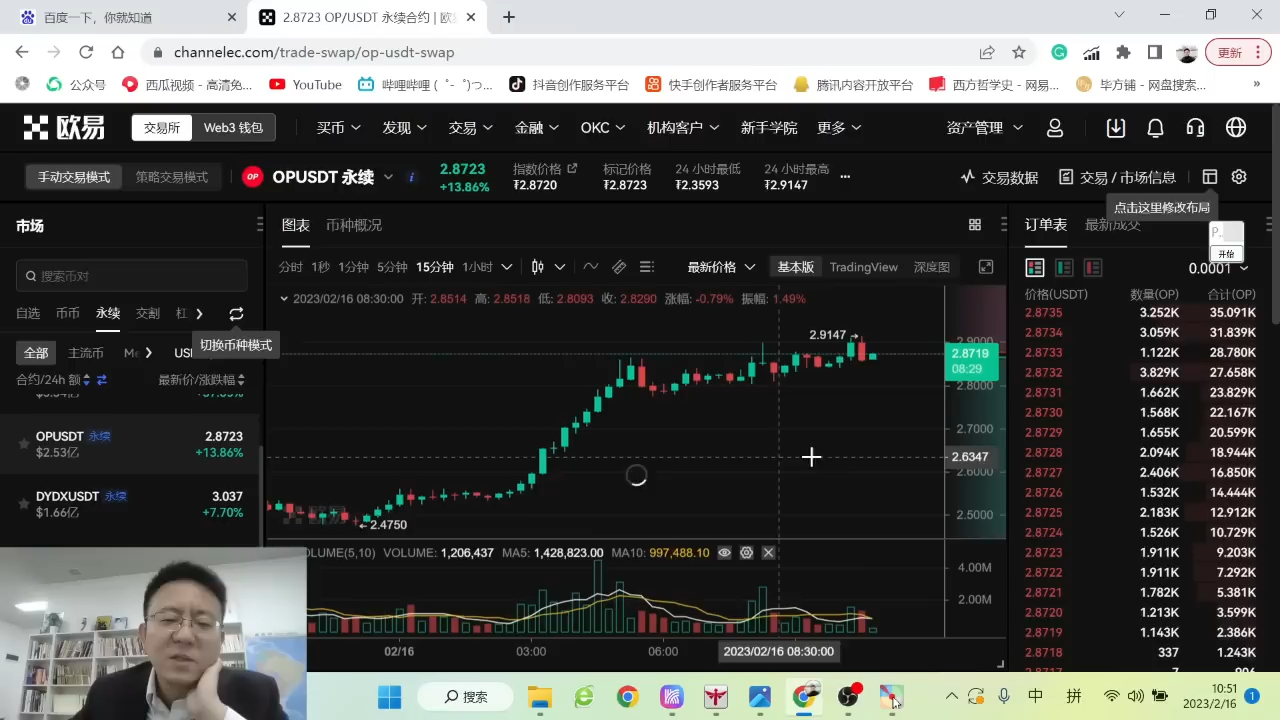 百度一下，你就知道
2.8723 OP/USDT 永续合约 | 欧
channelec.com/trade-swap/op-usdt-swap
更新
公众号
西瓜视频 - 高清免...
YouTube
哔哩哔哩 (゜-゜)つ...
抖音创作服务平台
快手创作者服务平台
腾讯内容开放平台
西方哲学史 - 网易...
毕方铺 - 网盘搜索...
»
欧易
交易所
Web3 钱包
买币
发现
交易
金融
OKC
机构客户
新手学院
更多
资产管理
手动交易模式
策略交易模式
OP
OPUSDT 永续
2.8723
+13.86%
指数价格
₮2.8720
标记价格
₮2.8723
24 小时最低
₮2.3593
24 小时最高
₮2.9147
...
交易数据
交易 / 市场信息
点击这里修改布局
市场
图表
币种概况
订单表
最新成交
P..
开始
搜索币对
分时
1秒
1分钟
5分钟
15分钟
1小时
最新价格
基本版
TradingView
深度图
0.0001
自选
币币
永续
交割
杠
切换币种模式
全部
主流币
Me
合约/24h 额
最新价/涨跌幅
OPUSDT 永续
2.8723
$2.53亿
+13.86%
DYDXUSDT 永续
3.037
$1.66亿
+7.70%
2023/02/16 08:30:00 开: 2.8514 高: 2.8518 低: 2.8093 收: 2.8290 涨幅: -0.79% 振幅: 1.49%
2.9147
2.9000
2.8719
08:29
2.8000
2.7000
2.6347
2.6000
2.5000
2.4750
VOLUME: 1,206,437 MA5: 1,428,823.00 MA10: 997,488.10
4.00M
2.00M
02/16
03:00
06:00
2023/02/16 08:30:00
价格(USDT)
数量(OP)
合计(OP)
2.8735 3.252K 35.091K
2.8734 3.059K 31.839K
2.8733 1.122K 28.780K
2.8732 3.829K 27.658K
2.8731 1.662K 23.829K
2.8730 1.568K 22.167K
2.8729 1.655K 20.599K
2.8728 2.094K 18.944K
2.8727 2.406K 16.850K
2.8726 1.532K 14.444K
2.8725 2.183K 12.912K
2.8724 1.526K 10.729K
2.8723 1.911K 9.203K
2.8722 1.911K 7.292K
2.8721 1.782K 5.381K
2.8720 1.213K 3.599K
2.8719 1.143K 2.386K
2.8718 337 1.243K
搜索
中
拼
10:51
2023/2/16
1